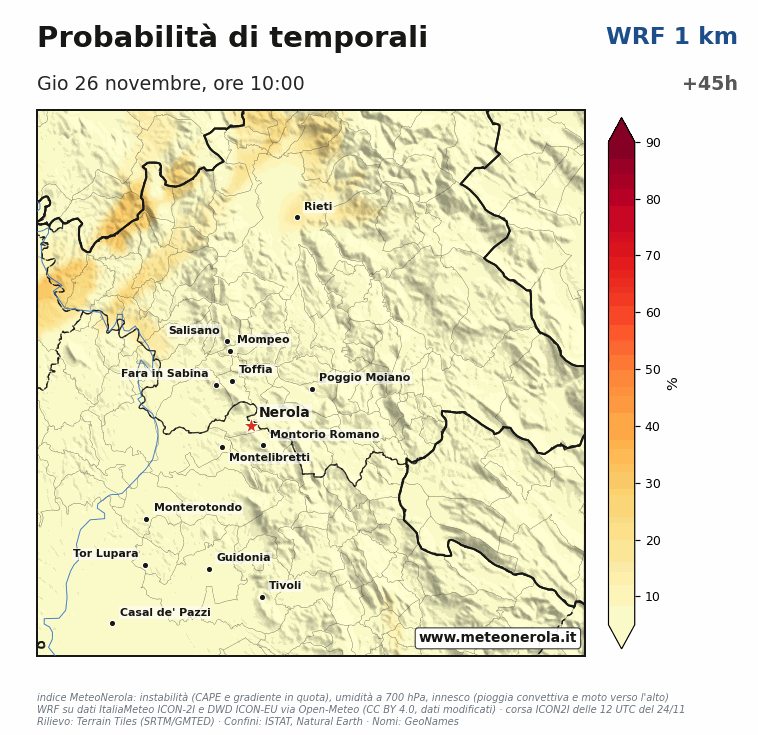 Probabilità di temporali
WRF 1 km
Gio 26 novembre, ore 10:00
+45h
90
80
70
60
50
40
30
20
10
%
Rieti
Salisano
Mompeo
Toffia
Fara in Sabina
Poggio Moiano
Nerola
Montorio Romano
Montelibretti
Monterotondo
Tor Lupara
Guidonia
Tivoli
Casal de' Pazzi
www.meteonerola.it
indice MeteoNerola: instabilità (CAPE e gradiente in quota), umidità a 700 hPa, innesco (pioggia convettiva e moto verso l'alto)
WRF su dati ItaliaMeteo ICON-2I e DWD ICON-EU via Open-Meteo (CC BY 4.0, dati modificati) · corsa ICON2I delle 12 UTC del 24/11
Rilievo: Terrain Tiles (SRTM/GMTED) · Confini: ISTAT, Natural Earth · Nomi: GeoNames